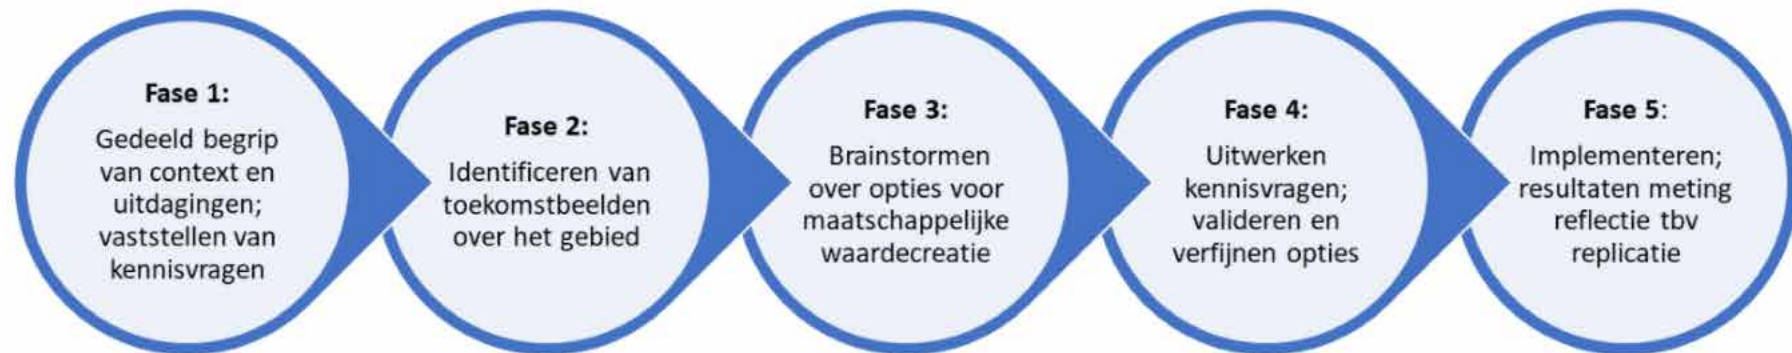 Fase 1:
Gedeeld begrip
van context en
uitdagingen;
vaststellen van
kennisvragen
Fase 2:
Identificeren van
toekomstbeelden
over het gebied
Fase 3:
Brainstormen
over opties voor
maatschappelijke
waardecreatie
Fase 4:
Uitwerken
kennisvragen;
valideren en
verfijnen opties
Fase 5:
Implementeren;
resultaten meting
reflectie tbv
replicatie